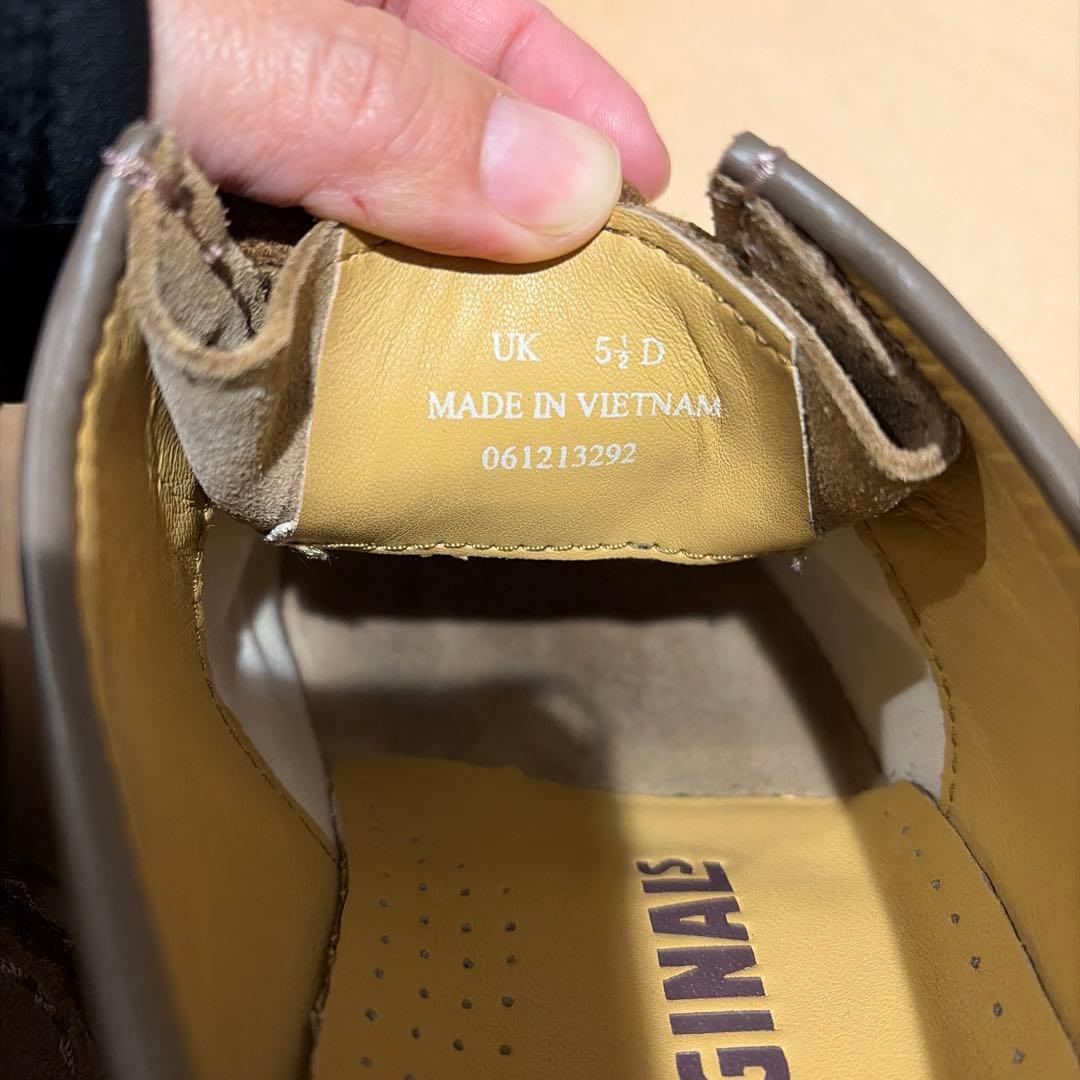 UK 5½ D
MADE IN VIETNAM
061213292
GINALS